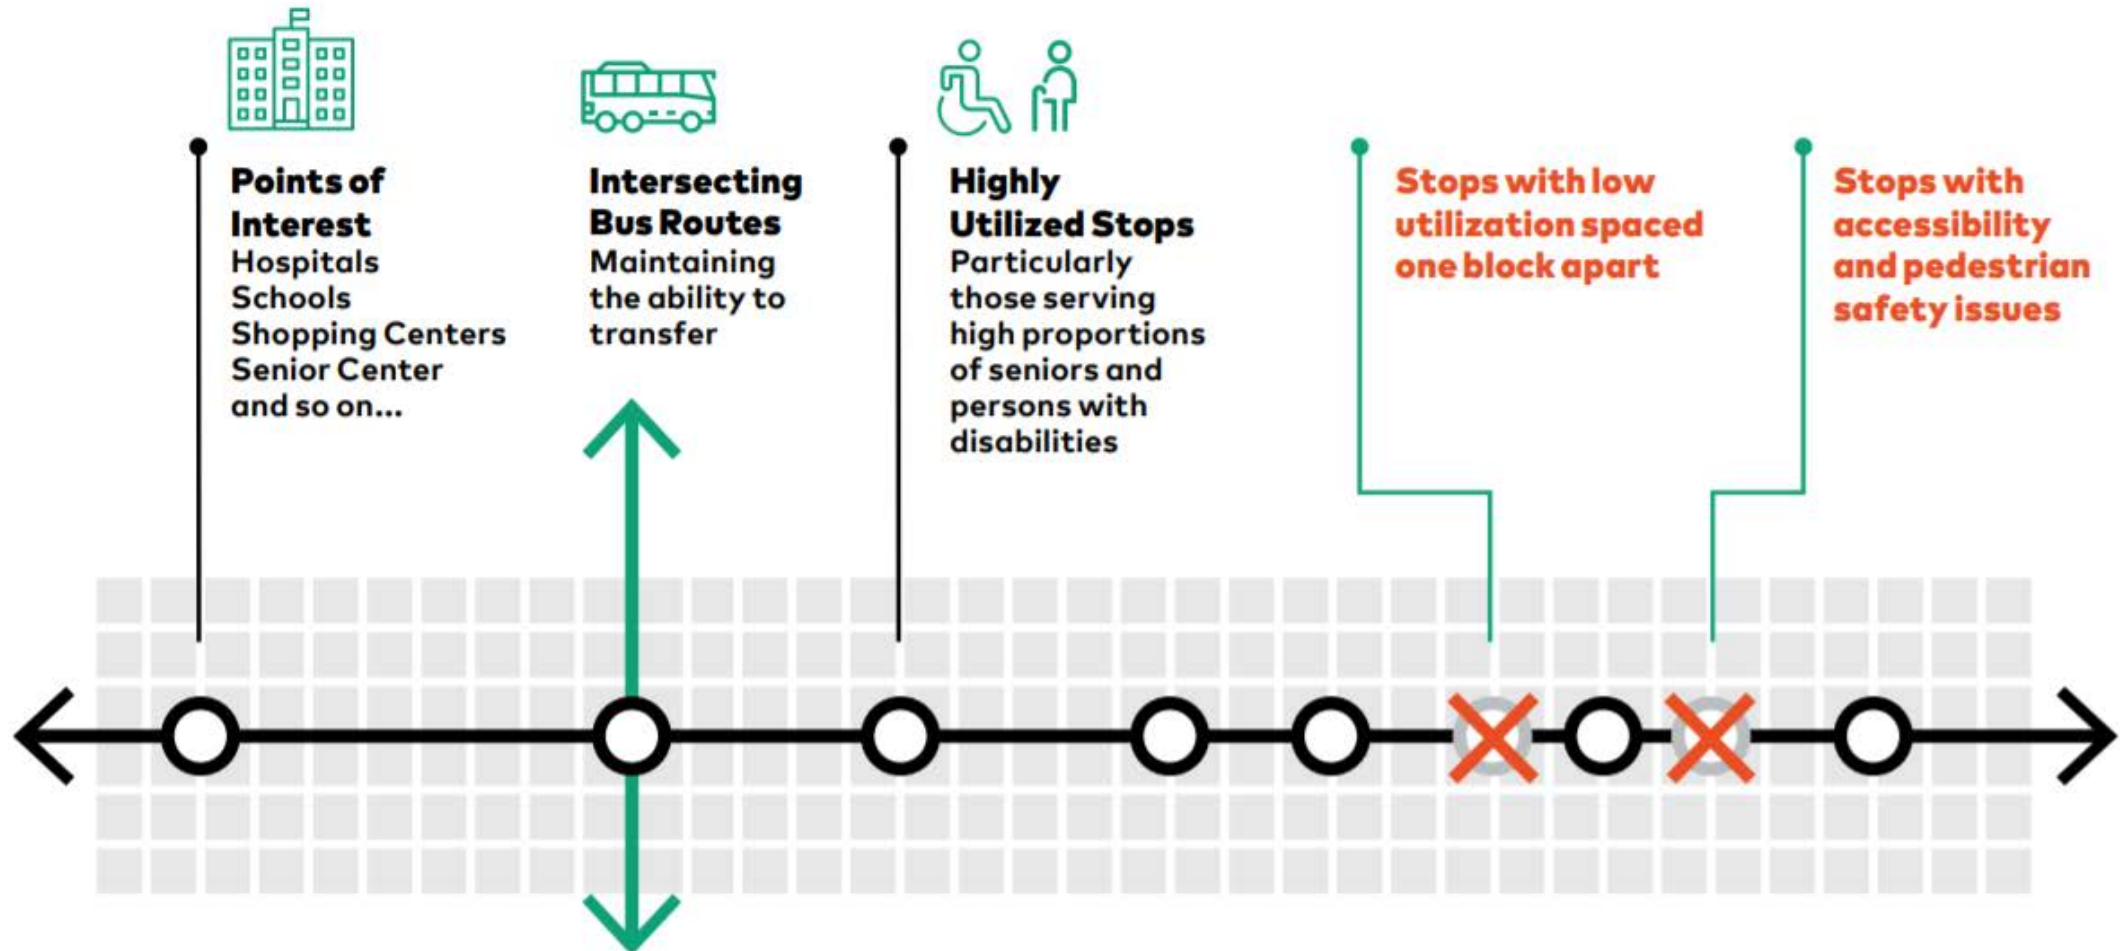 Points of
Interest
Hospitals
Schools
Shopping Centers
Senior Center
and so on...
Intersecting
Bus Routes
Maintaining
the ability to
transfer
Highly
Utilized Stops
Particularly
those serving
high proportions
of seniors and
persons with
disabilities
Stops with low
utilization spaced
one block apart
Stops with
accessibility
and pedestrian
safety issues